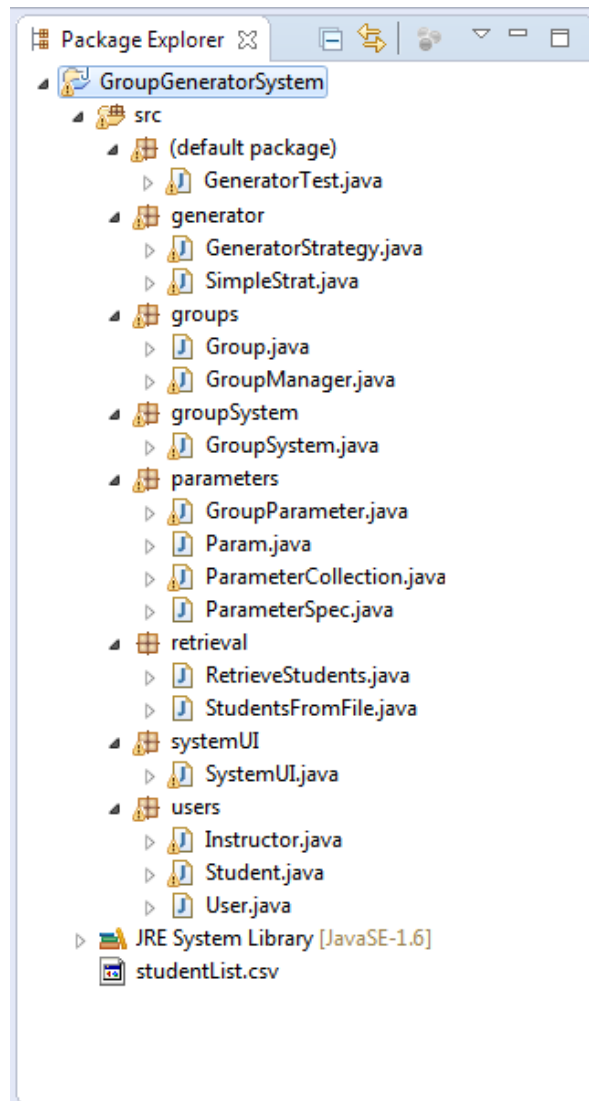 Package Explorer
GroupGeneratorSystem
src
(default package)
GeneratorTest.java
generator
GeneratorStrategy.java
SimpleStrat.java
groups
Group.java
GroupManager.java
groupSystem
GroupSystem.java
parameters
GroupParameter.java
Param.java
ParameterCollection.java
ParameterSpec.java
retrieval
RetrieveStudents.java
StudentsFromFile.java
systemUI
SystemUI.java
users
Instructor.java
Student.java
User.java
JRE System Library [JavaSE-1.6]
studentList.csv